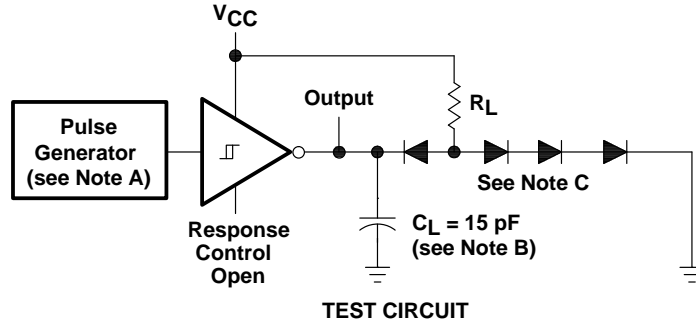 VCC
Output
RL
Pulse
Generator
(see Note A)
See Note C
Response
Control
Open
CL = 15 pF
(see Note B)
TEST CIRCUIT